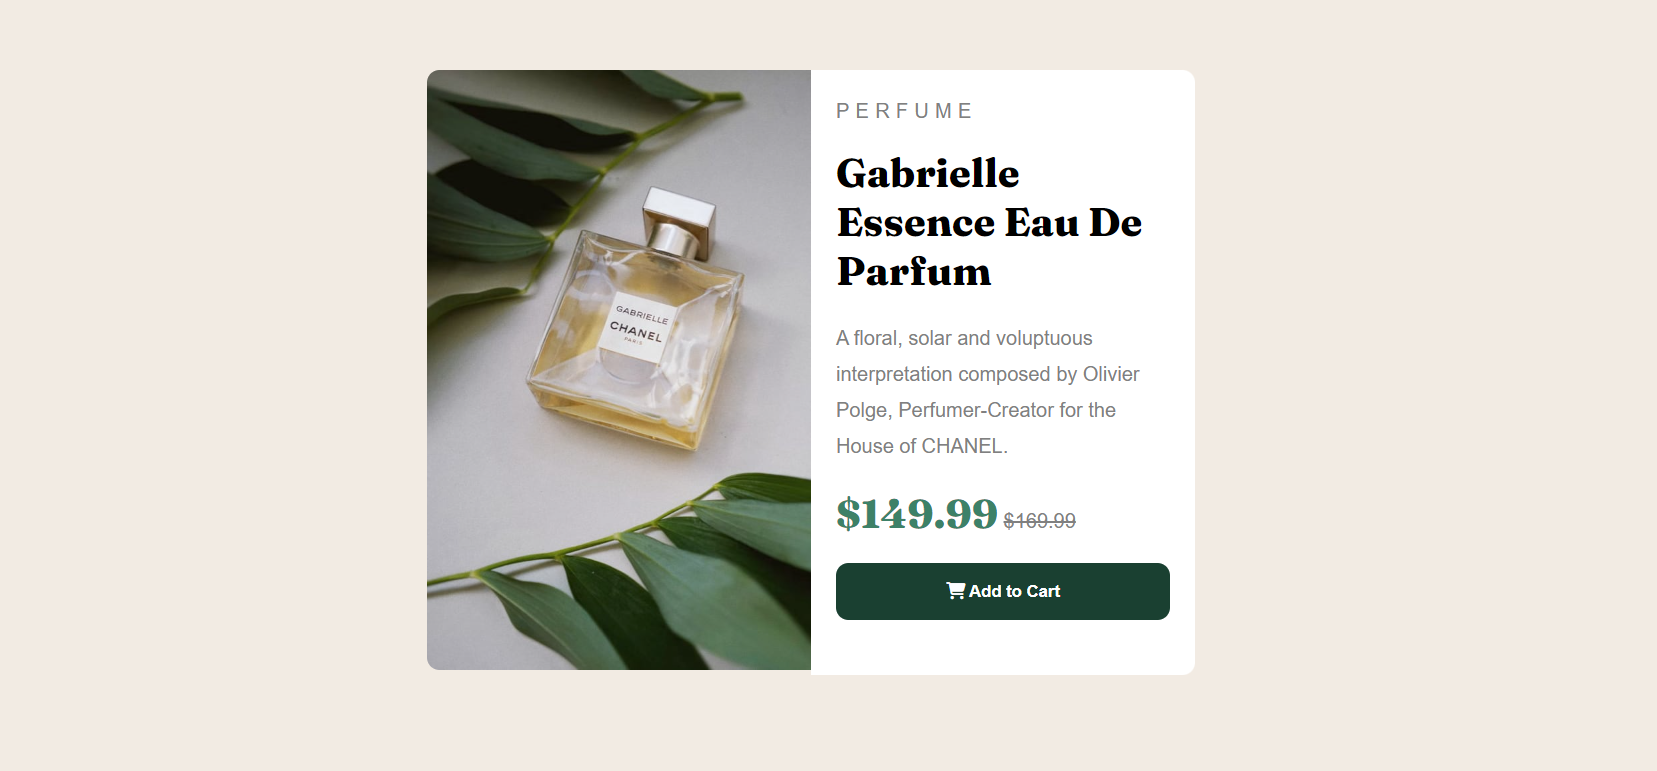 GABRIELLE
CHANEL
PARIS
PERFUME
Gabrielle
Essence Eau De
Parfum
A floral, solar and voluptuous
interpretation composed by Olivier
Polge, Perfumer-Creator for the
House of CHANEL.
$149.99 $169.99
Add to Cart